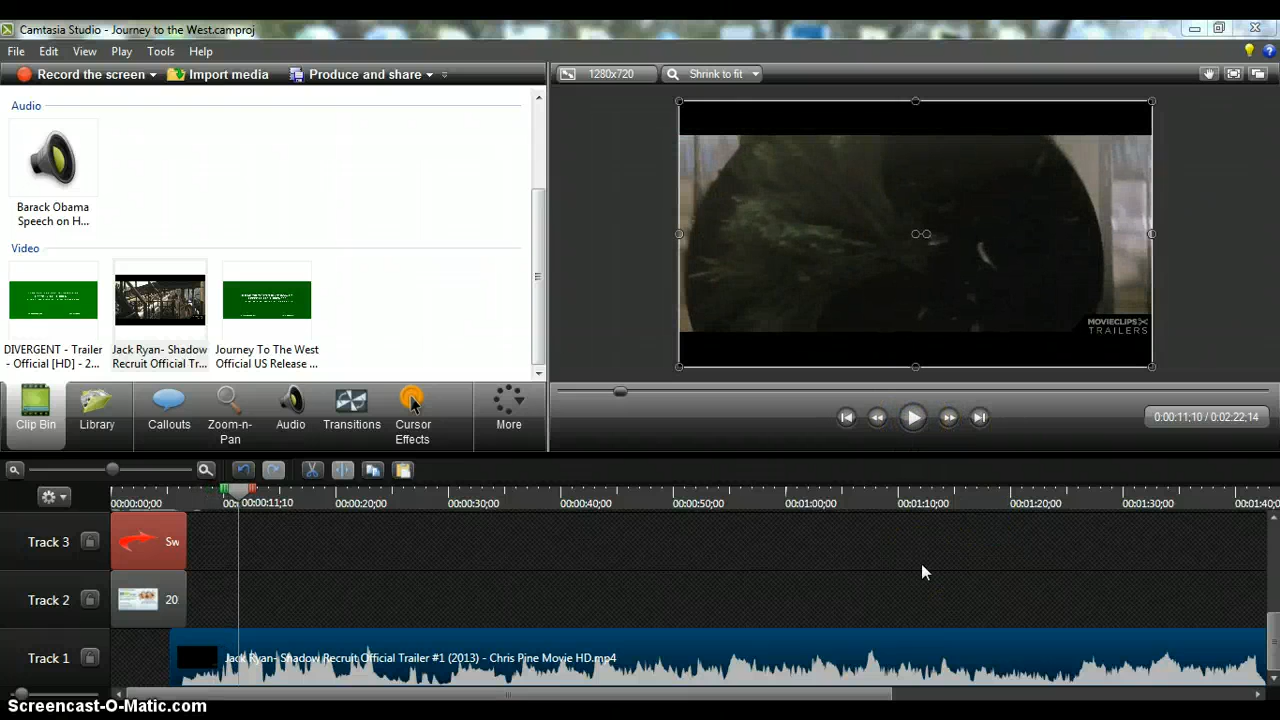 Camtasia Studio - Journey to the West.camproj
File Edit View Play Tools Help
Record the screen Import media Produce and share
1280x720 Shrink to fit
Audio
Barack Obama
Speech on H...
Video
DIVERGENT - Trailer
- Official [HD] - 2...
Jack Ryan- Shadow
Recruit Official Tr...
Journey To The West
Official US Release ...
MOVIECLIPS
TRAILERS
Clip Bin Library Callouts Zoom-n-
Pan Audio Transitions Cursor
Effects More
0:00:11;10 / 0:02:22;14
00:00:00;00 00:0 00:00:11;10 00:00:20;00 00:00:30;00 00:00:40;00 00:00:50;00 00:01:00;00 00:01:10;00 00:01:20;00 00:01:30;00 00:01:40;0
Track 3 Sw
Track 2 20
Track 1 Jack Ryan- Shadow Recruit Official Trailer #1 (2013) - Chris Pine Movie HD.mp4
Screencast-O-Matic.com